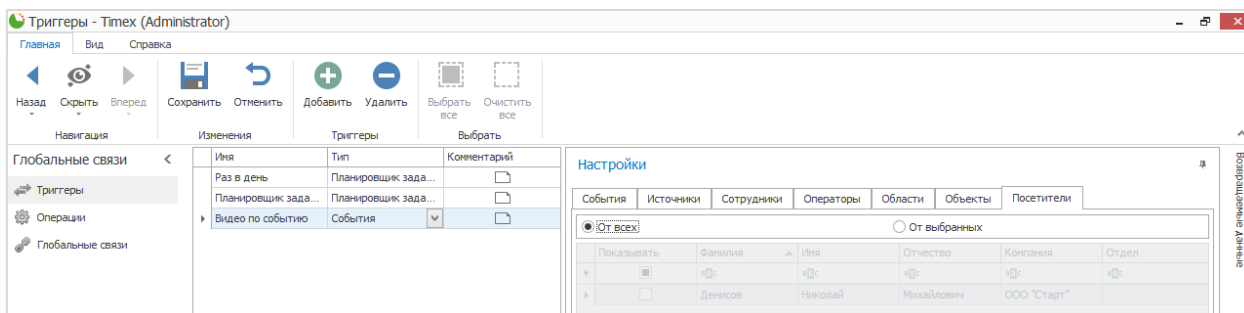 Триггеры - Timex (Administrator)
Главная Вид Справка
Назад Скрыть Вперед Сохранить Отменить Добавить Удалить Выбрать все Очистить все
Навигация Изменения Триггеры Выбрать
Глобальные связи
Триггеры
Операции
Глобальные связи
Имя Тип Комментарий
Раз в день Планировщик зада...
Планировщик зада... Планировщик зада...
Видео по событию События
Настройки
События Источники Сотрудники Операторы Области Объекты Посетители
От всех От выбранных
Показывать Фамилия Имя Отчество Компания Отдел
Денисов Николай Михайлович ООО "Старт"
Возвращаемые данные